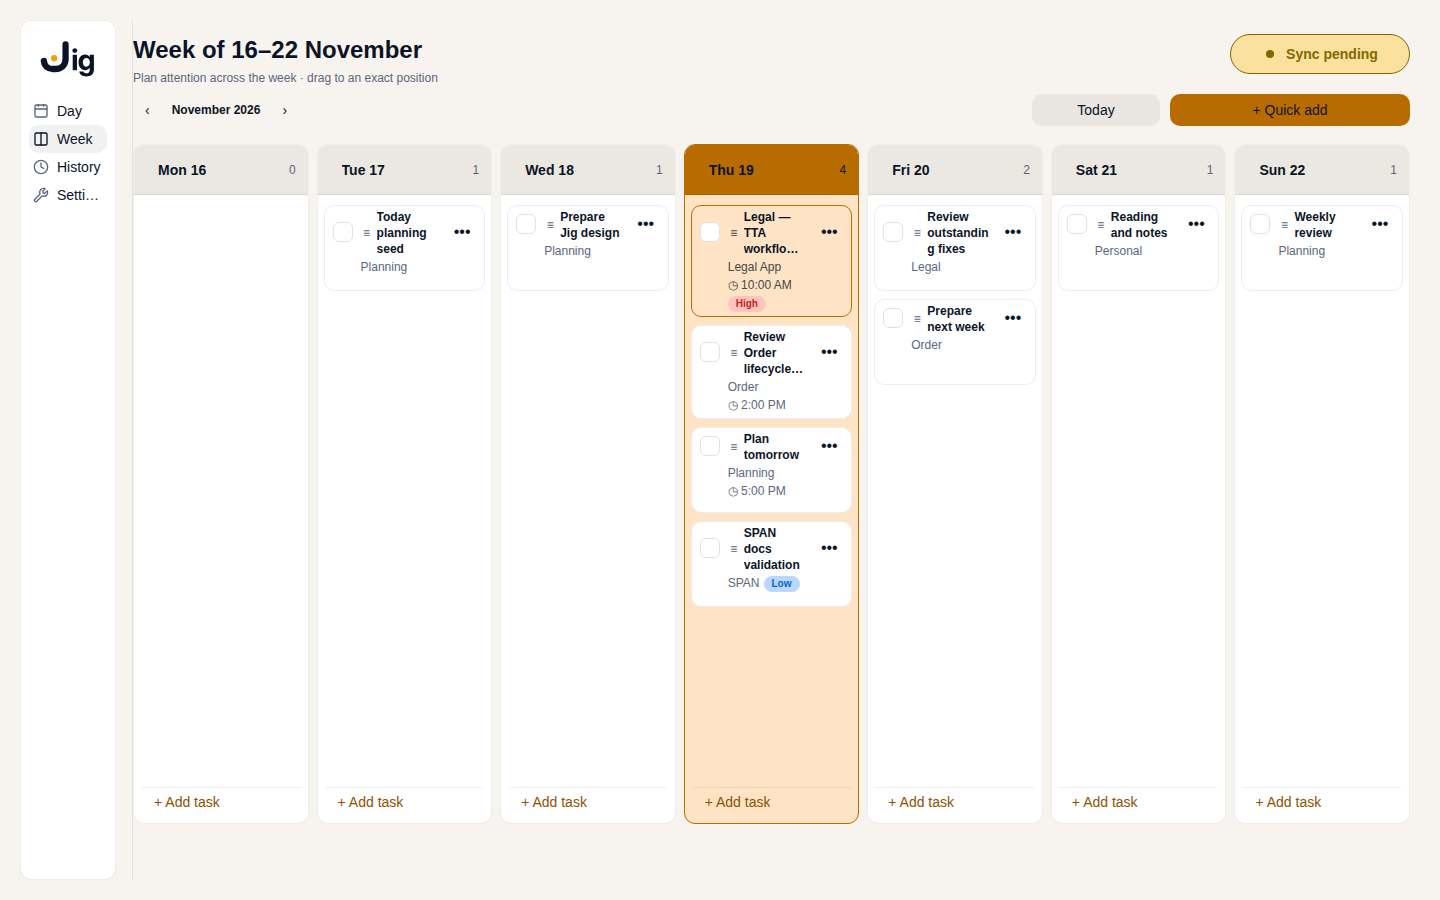 Jig
Day
Week
History
Setti…
Week of 16–22 November
Plan attention across the week · drag to an exact position
Sync pending
‹ November 2026 ›
Today
+ Quick add
Mon 16 0
+ Add task
Tue 17 1
Today
planning
seed
Planning
+ Add task
Wed 18 1
Prepare
Jig design
Planning
+ Add task
Thu 19 4
Legal —
TTA
workflo…
Legal App
10:00 AM
High
Review
Order
lifecycle…
Order
2:00 PM
Plan
tomorrow
Planning
5:00 PM
SPAN
docs
validation
SPAN Low
+ Add task
Fri 20 2
Review
outstandin
g fixes
Legal
Prepare
next week
Order
+ Add task
Sat 21 1
Reading
and notes
Personal
+ Add task
Sun 22 1
Weekly
review
Planning
+ Add task